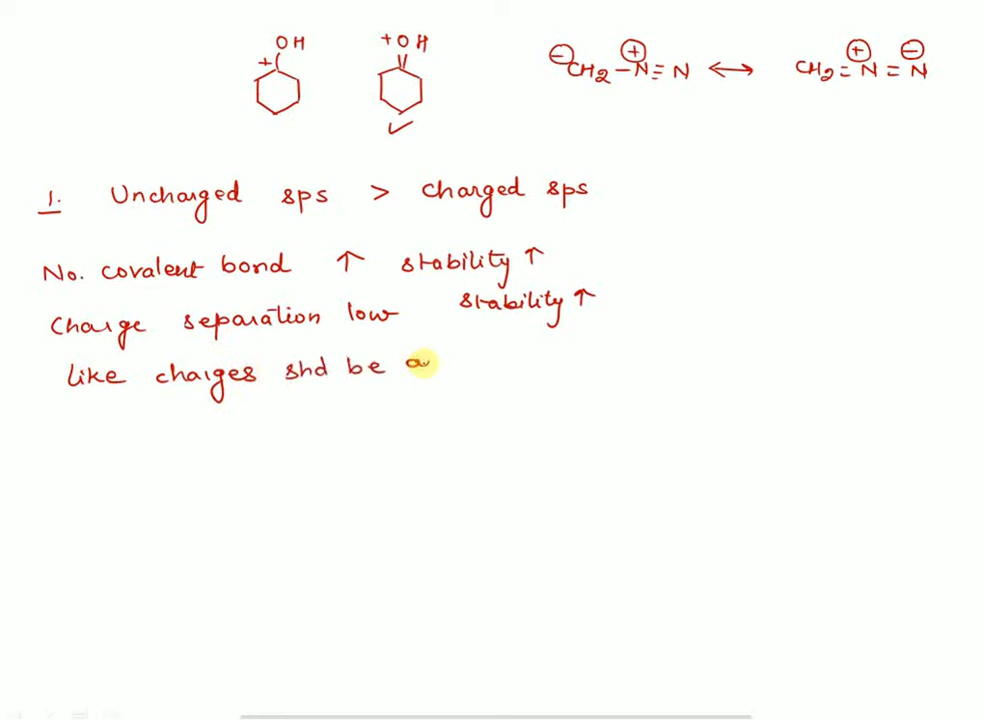 OH +OH ⊖CH2-N⊕≡N ↔ CH2=N⊕=N⊖
+
1. Uncharged sps > charged sps
No. covalent bond ↑ stability ↑
Charge separation low stability ↑
like charges shd be a